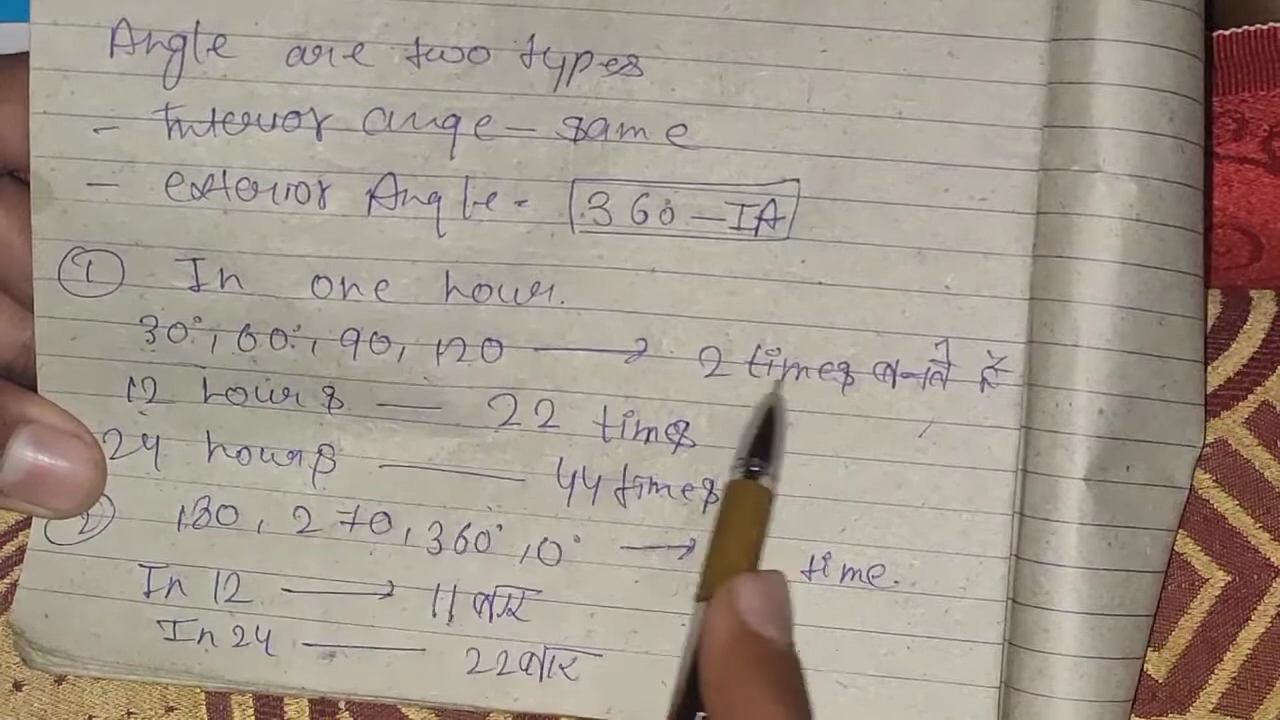 Angle are two types
- Interior ange - same
- exterior Angle - 360 - IA
① In one hour.
30°, 60°, 90, 120 → 2 times बनते है
12 hours — 22 times
24 hours — 44 times
② 180, 270, 360°, 0° → time.
In 12 → 11 बार
In 24 — 22 बार